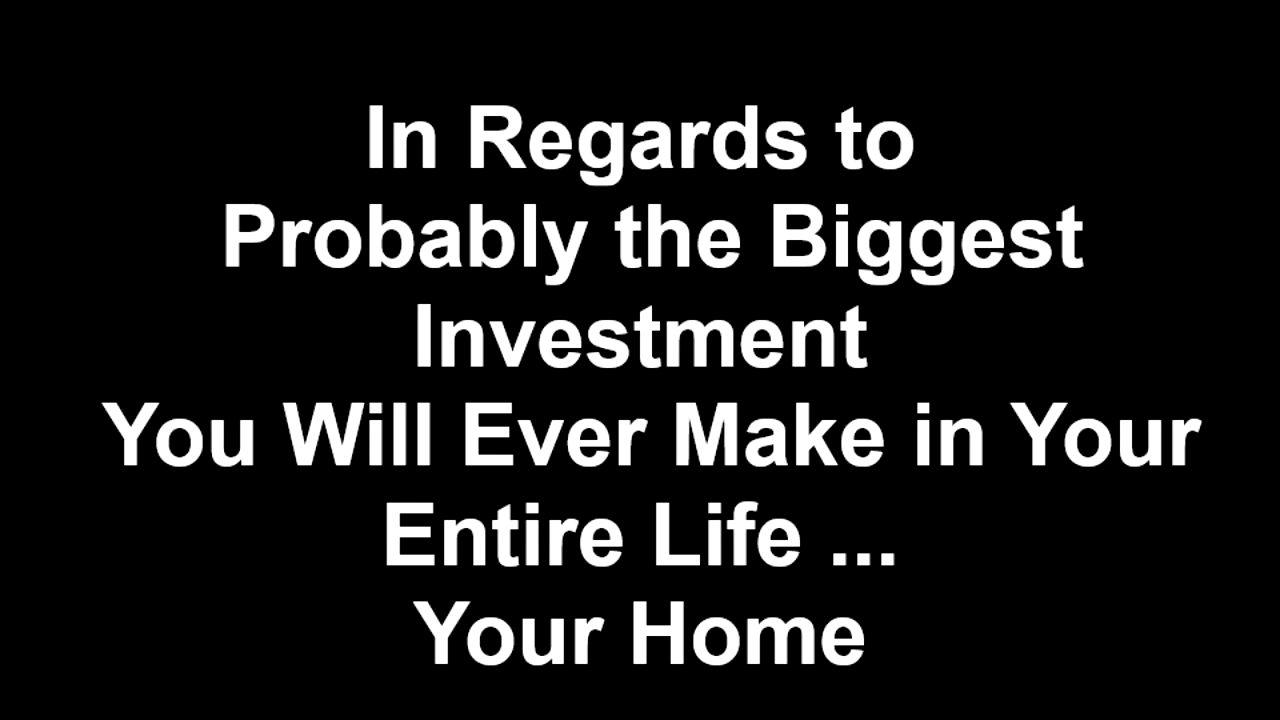 In Regards to
Probably the Biggest
Investment
You Will Ever Make in Your
Entire Life ...
Your Home